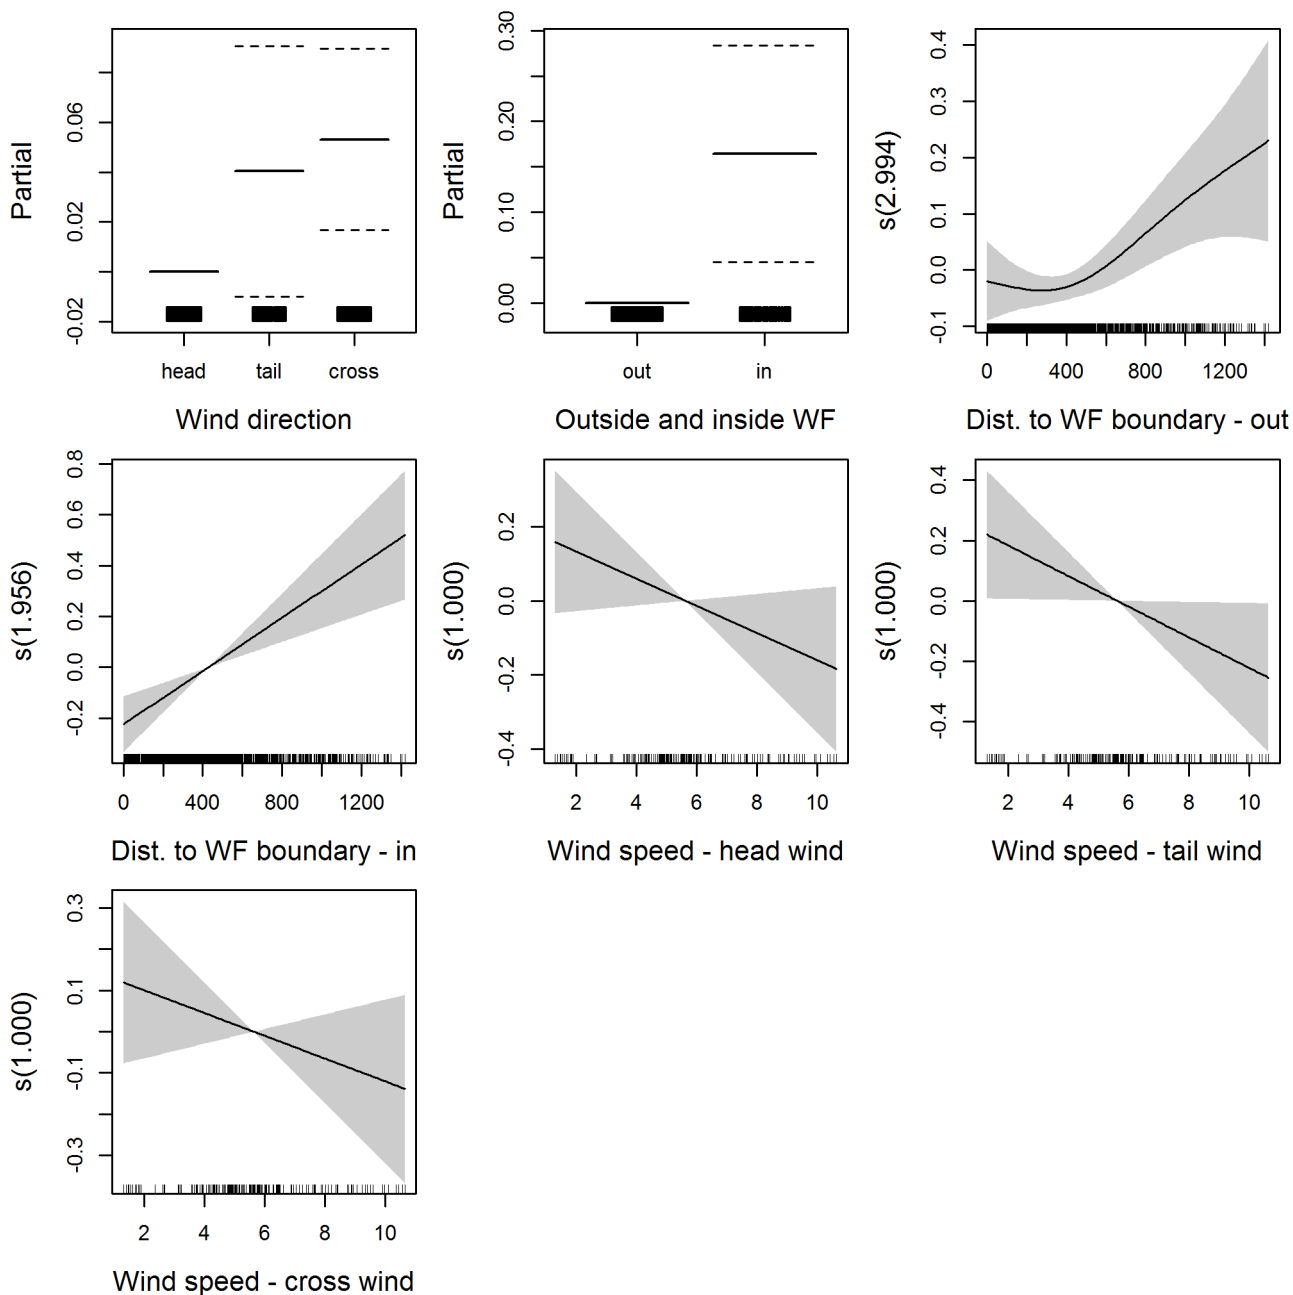 Partial
0.06
0.02
-0.02
head tail cross
Wind direction
Partial
0.30
0.20
0.10
0.00
out in
Outside and inside WF
s(2.994)
0.4
0.3
0.2
0.1
0.0
-0.1
0 400 800 1200
Dist. to WF boundary - out
s(1.956)
0.8
0.6
0.4
0.2
0.0
-0.2
0 400 800 1200
Dist. to WF boundary - in
s(1.000)
0.2
0.0
-0.2
-0.4
2 4 6 8 10
Wind speed - head wind
s(1.000)
0.4
0.2
0.0
-0.2
-0.4
2 4 6 8 10
Wind speed - tail wind
s(1.000)
0.3
0.1
-0.1
-0.3
2 4 6 8 10
Wind speed - cross wind